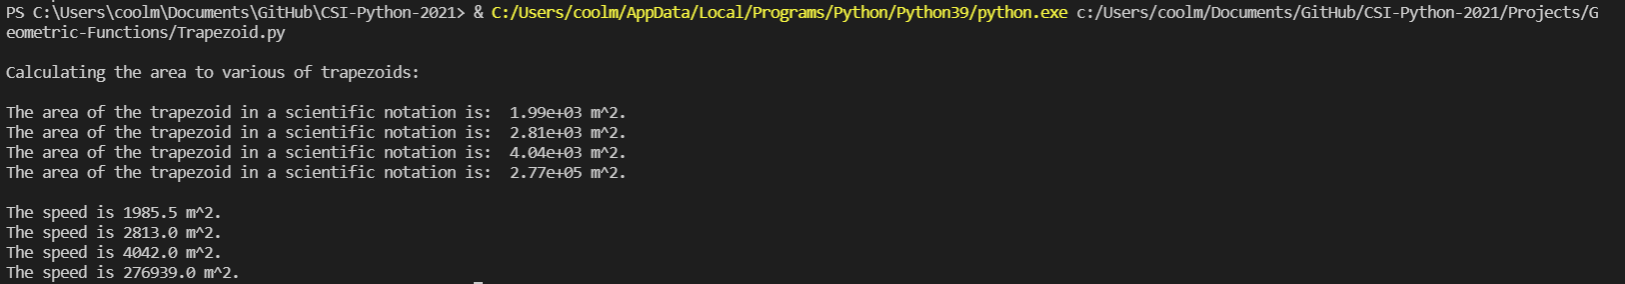 PS C:\Users\coolm\Documents\GitHub\CSI-Python-2021> & C:/Users/coolm/AppData/Local/Programs/Python/Python39/python.exe c:/Users/coolm/Documents/GitHub/CSI-Python-2021/Projects/G
eometric-Functions/Trapezoid.py
Calculating the area to various of trapezoids:
The area of the trapezoid in a scientific notation is:  1.99e+03 m^2.
The area of the trapezoid in a scientific notation is:  2.81e+03 m^2.
The area of the trapezoid in a scientific notation is:  4.04e+03 m^2.
The area of the trapezoid in a scientific notation is:  2.77e+05 m^2.
The speed is 1985.5 m^2.
The speed is 2813.0 m^2.
The speed is 4042.0 m^2.
The speed is 276939.0 m^2.